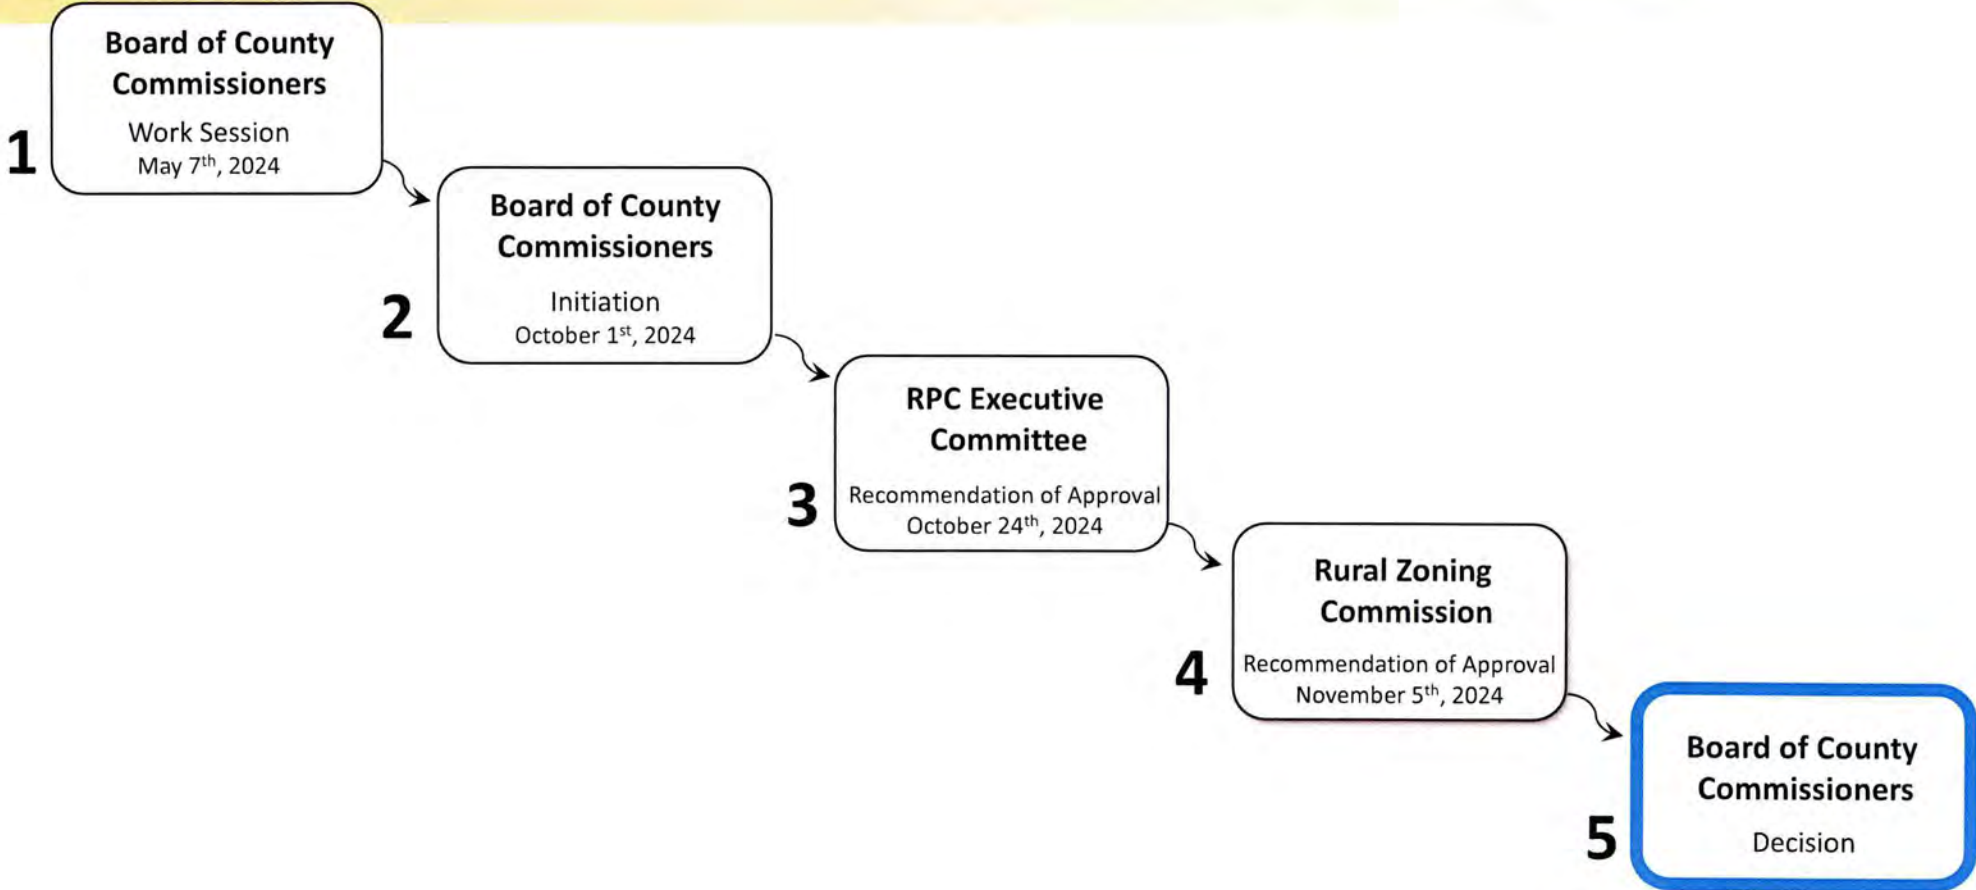 Board of County
Commissioners
Work Session
May 7th, 2024
1
Board of County
Commissioners
Initiation
October 1st, 2024
2
RPC Executive
Committee
Recommendation of Approval
October 24th, 2024
3
Rural Zoning
Commission
Recommendation of Approval
November 5th, 2024
4
Board of County
Commissioners
Decision
5